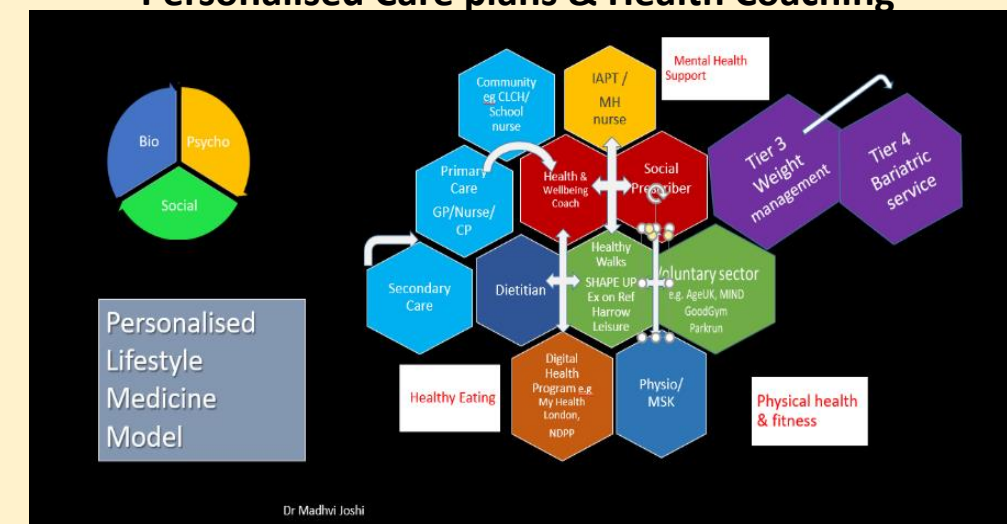 Personalised Care plans & Health Coaching
Bio
Psycho
Social
Personalised
Lifestyle
Medicine
Model
Community
eg CLCH/
School
nurse
IAPT /
MH
nurse
Mental Health
Support
Primary
Care
GP/Nurse/
CP
Health &
Wellbeing
Coach
Social
Prescriber
Tier 3
Weight
management
Tier 4
Bariatric
service
Secondary
Care
Dietitian
Healthy
Walks
SHAPE UP
Ex on Ref
Harrow
Leisure
Voluntary sector
e.g. AgeUK, MIND
GoodGym
Parkrun
Healthy Eating
Digital
Health
Program e.g
My Health
London,
NDPP
Physio/
MSK
Physical health
& fitness
Dr Madhvi Joshi